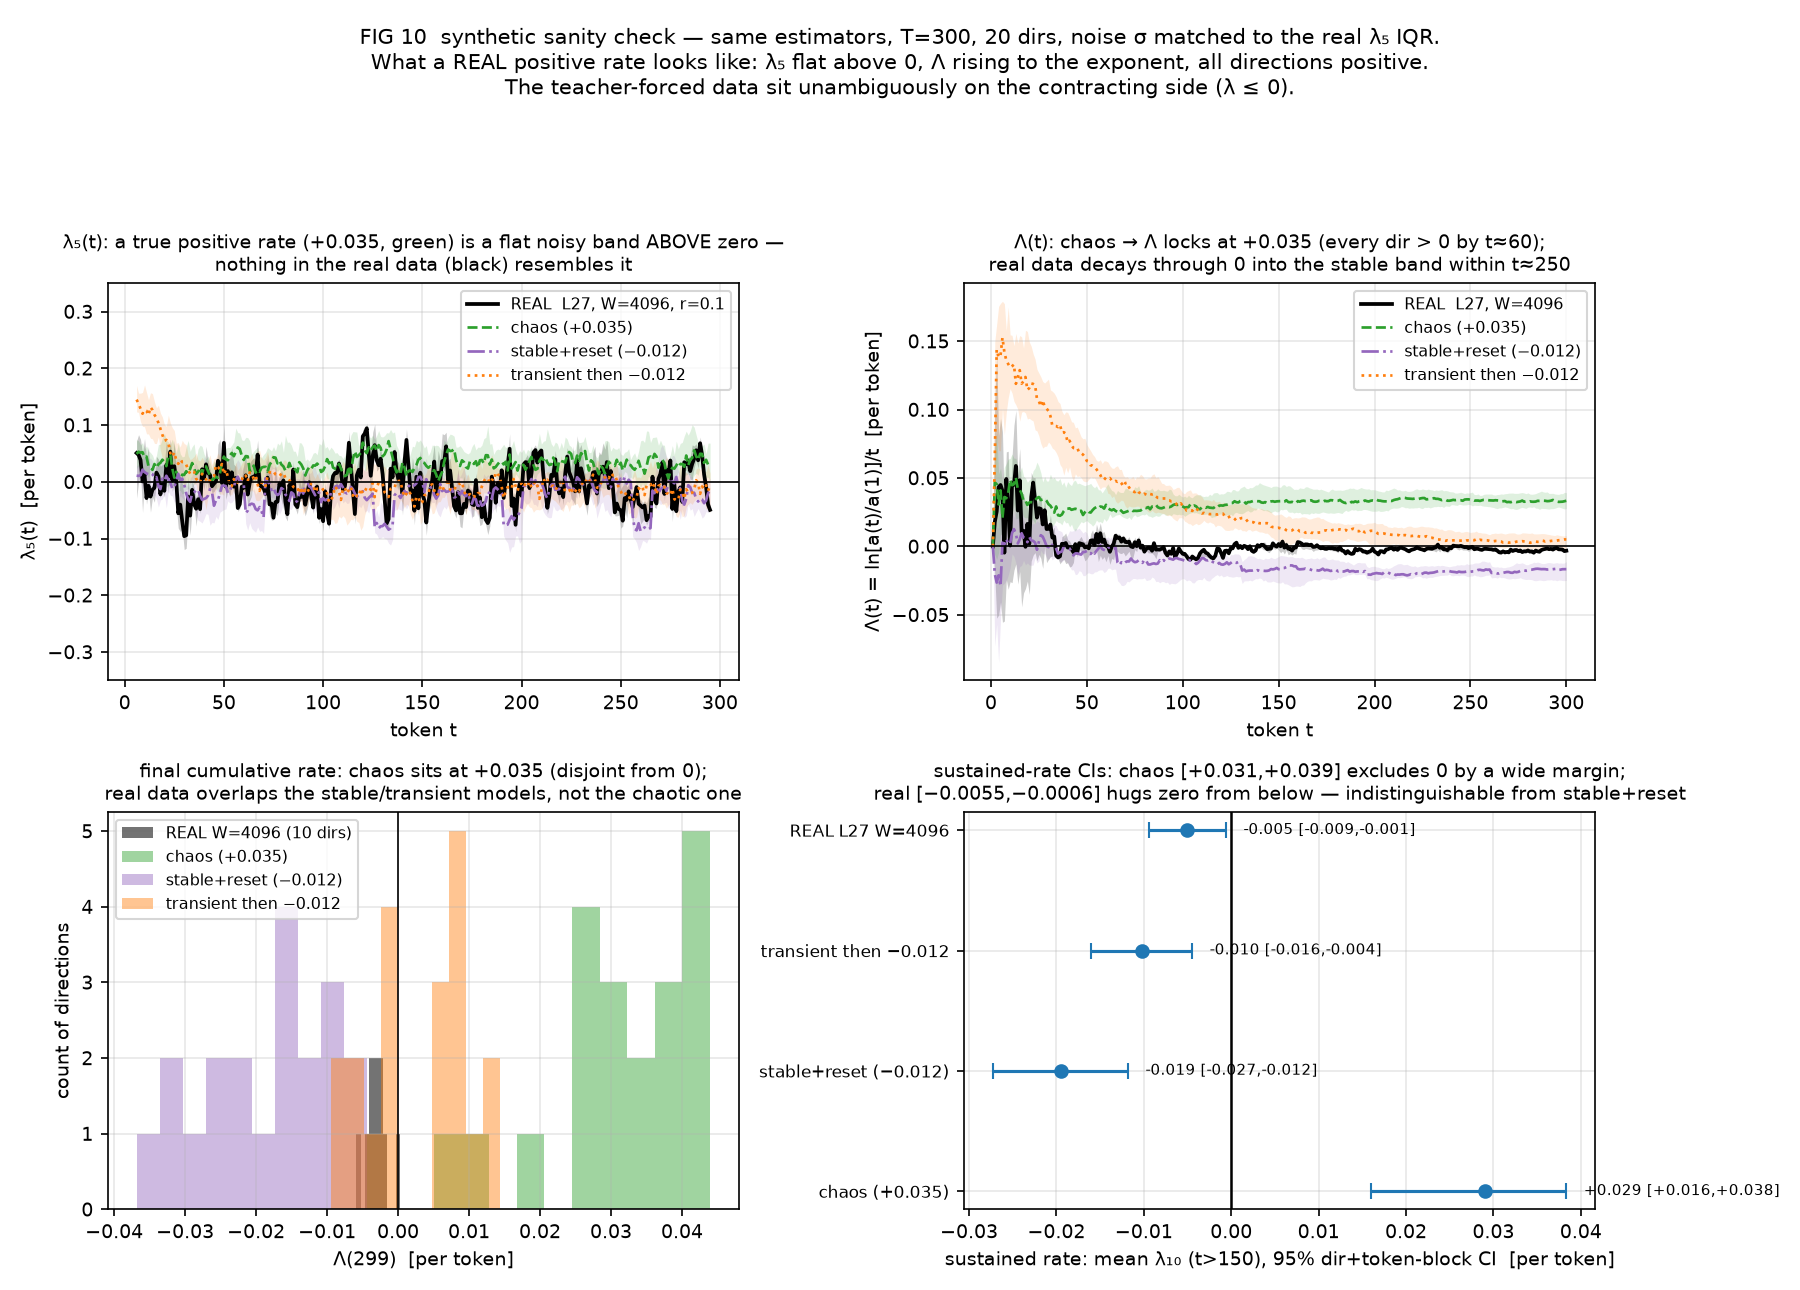 FIG 10  synthetic sanity check — same estimators, T=300, 20 dirs, noise σ matched to the real λ₅ IQR.
What a REAL positive rate looks like: λ₅ flat above 0, Λ rising to the exponent, all directions positive.
The teacher-forced data sit unambiguously on the contracting side (λ ≤ 0).
λ₅(t): a true positive rate (+0.035, green) is a flat noisy band ABOVE zero —
nothing in the real data (black) resembles it
REAL  L27, W=4096, r=0.1
chaos (+0.035)
stable+reset (−0.012)
transient then −0.012
0.3
0.2
0.1
0.0
−0.1
−0.2
−0.3
λ₅(t)  [per token]
0
50
100
150
200
250
300
token t
Λ(t): chaos → Λ locks at +0.035 (every dir > 0 by t≈60);
real data decays through 0 into the stable band within t≈250
REAL  L27, W=4096
chaos (+0.035)
stable+reset (−0.012)
transient then −0.012
0.15
0.10
0.05
0.00
−0.05
Λ(t) = ln[a(t)/a(1)]/t  [per token]
0
50
100
150
200
250
300
token t
final cumulative rate: chaos sits at +0.035 (disjoint from 0);
real data overlaps the stable/transient models, not the chaotic one
REAL W=4096 (10 dirs)
chaos (+0.035)
stable+reset (−0.012)
transient then −0.012
5
4
3
2
1
0
count of directions
−0.04
−0.03
−0.02
−0.01
0.00
0.01
0.02
0.03
0.04
Λ(299)  [per token]
sustained-rate CIs: chaos [+0.031,+0.039] excludes 0 by a wide margin;
real [−0.0055,−0.0006] hugs zero from below — indistinguishable from stable+reset
REAL L27 W=4096
-0.005 [-0.009,-0.001]
transient then −0.012
-0.010 [-0.016,-0.004]
stable+reset (−0.012)
-0.019 [-0.027,-0.012]
chaos (+0.035)
+0.029 [+0.016,+0.038]
−0.03
−0.02
−0.01
0.00
0.01
0.02
0.03
0.04
sustained rate: mean λ₁₀ (t>150), 95% dir+token-block CI  [per token]